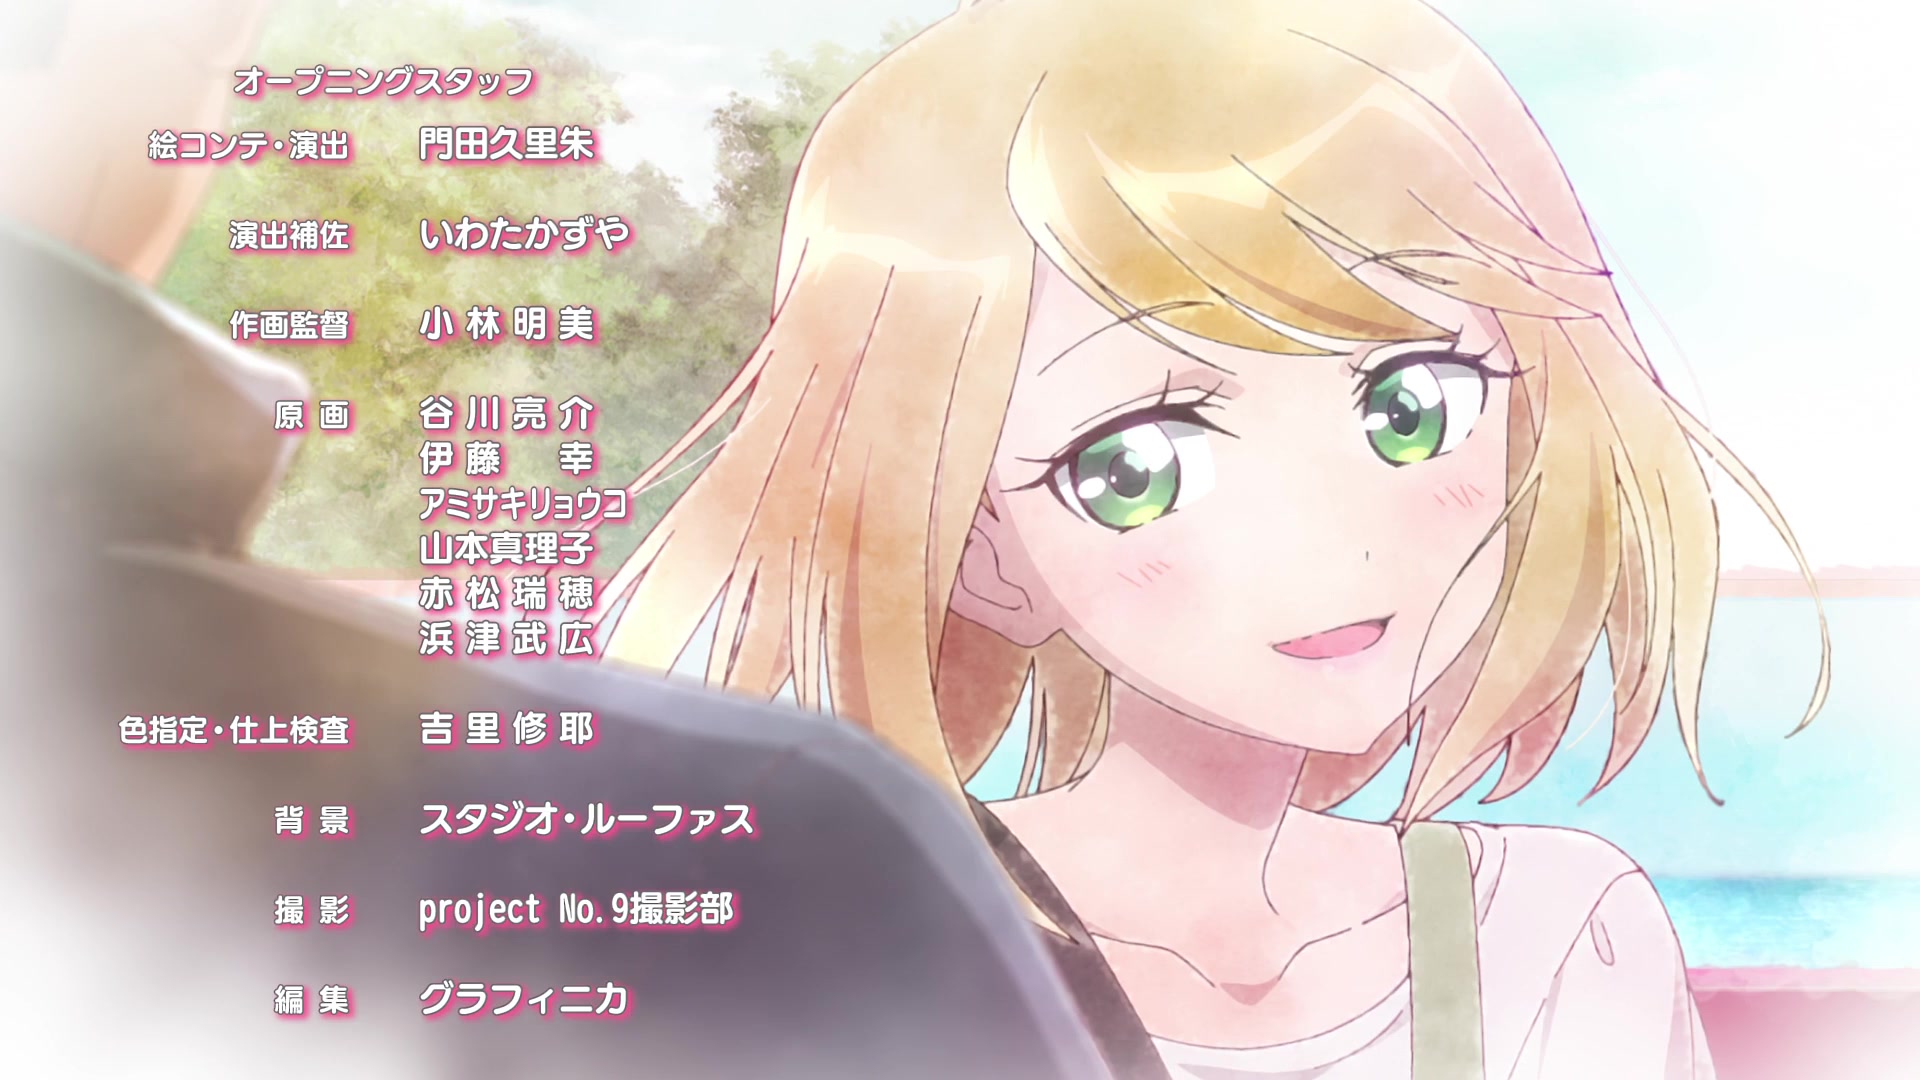 オープニングスタッフ
絵コンテ・演出 門田久里朱
演出補佐 いわたかずや
作画監督 小林明美
原画 谷川亮介
伊藤 幸
アミサキリョウコ
山本真理子
赤松瑞穂
浜津武広
色指定・仕上検査 吉里修耶
背景 スタジオ・ルーファス
撮影 project No.9撮影部
編集 グラフィニカ